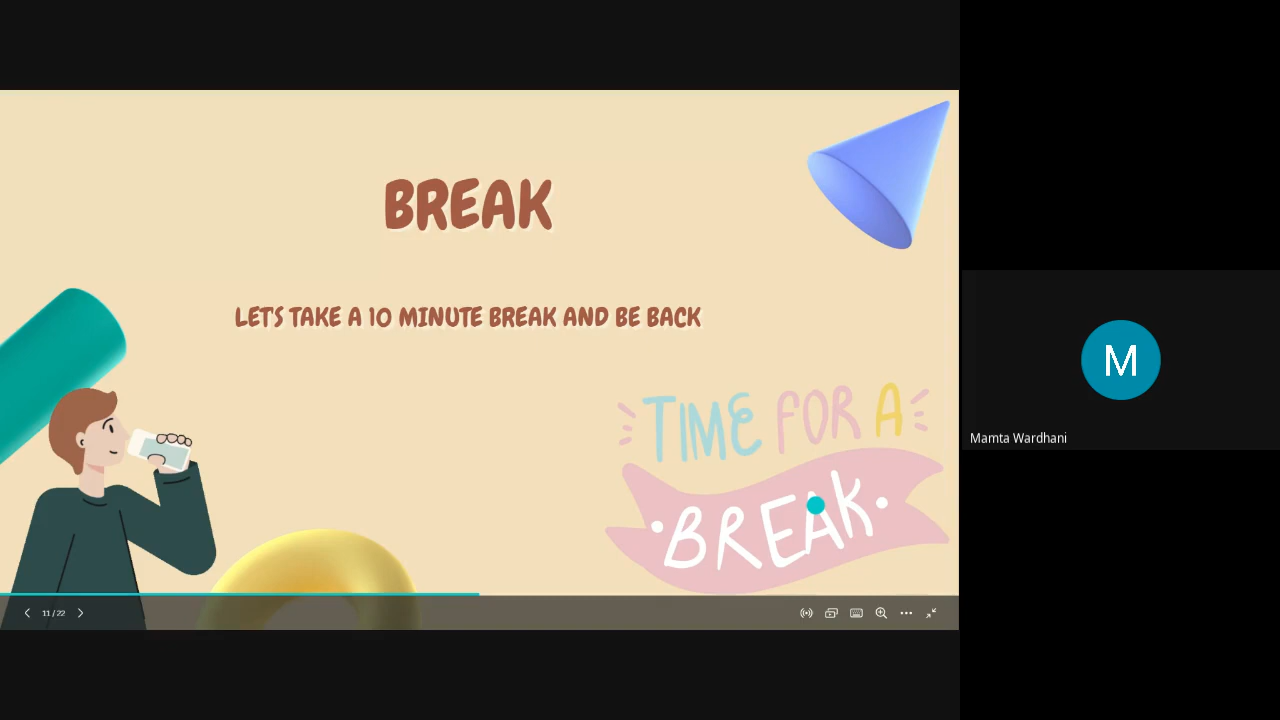 BREAK
LETS TAKE A 10 MINUTE BREAK AND BE BACK
TIME FOR A
BREAK
11 / 22
M
Mamta Wardhani